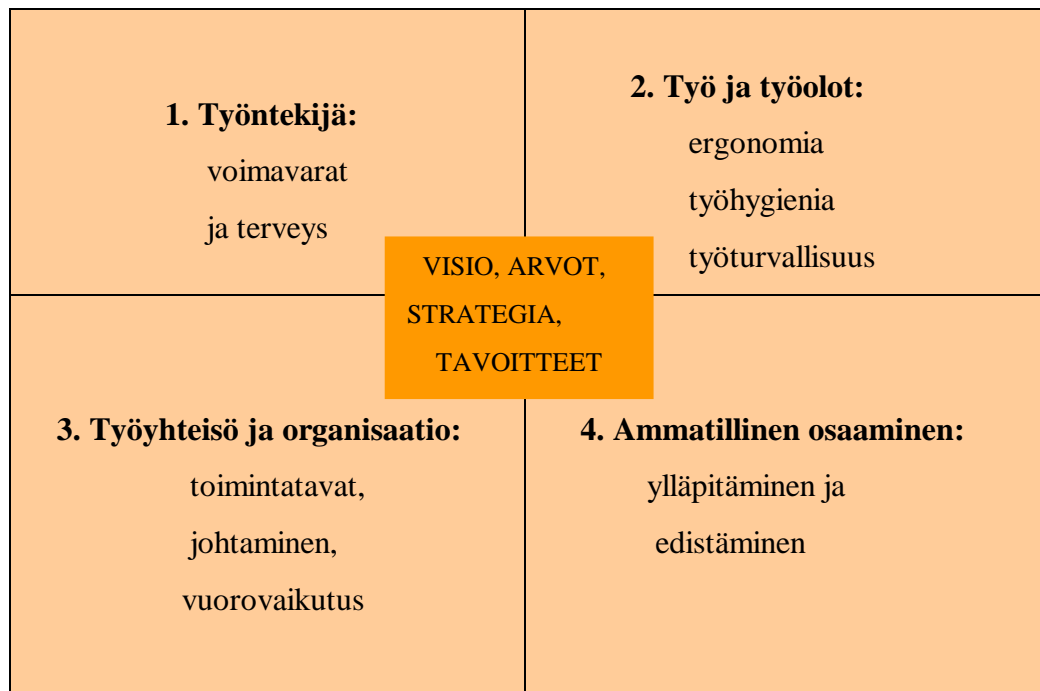 1. Työntekijä:
voimavarat
ja terveys
2. Työ ja työolot:
ergonomia
työhygienia
työturvallisuus
VISIO, ARVOT,
STRATEGIA,
TAVOITTEET
3. Työyhteisö ja organisaatio:
toimintatavat,
johtaminen,
vuorovaikutus
4. Ammatillinen osaaminen:
ylläpitäminen ja
edistäminen